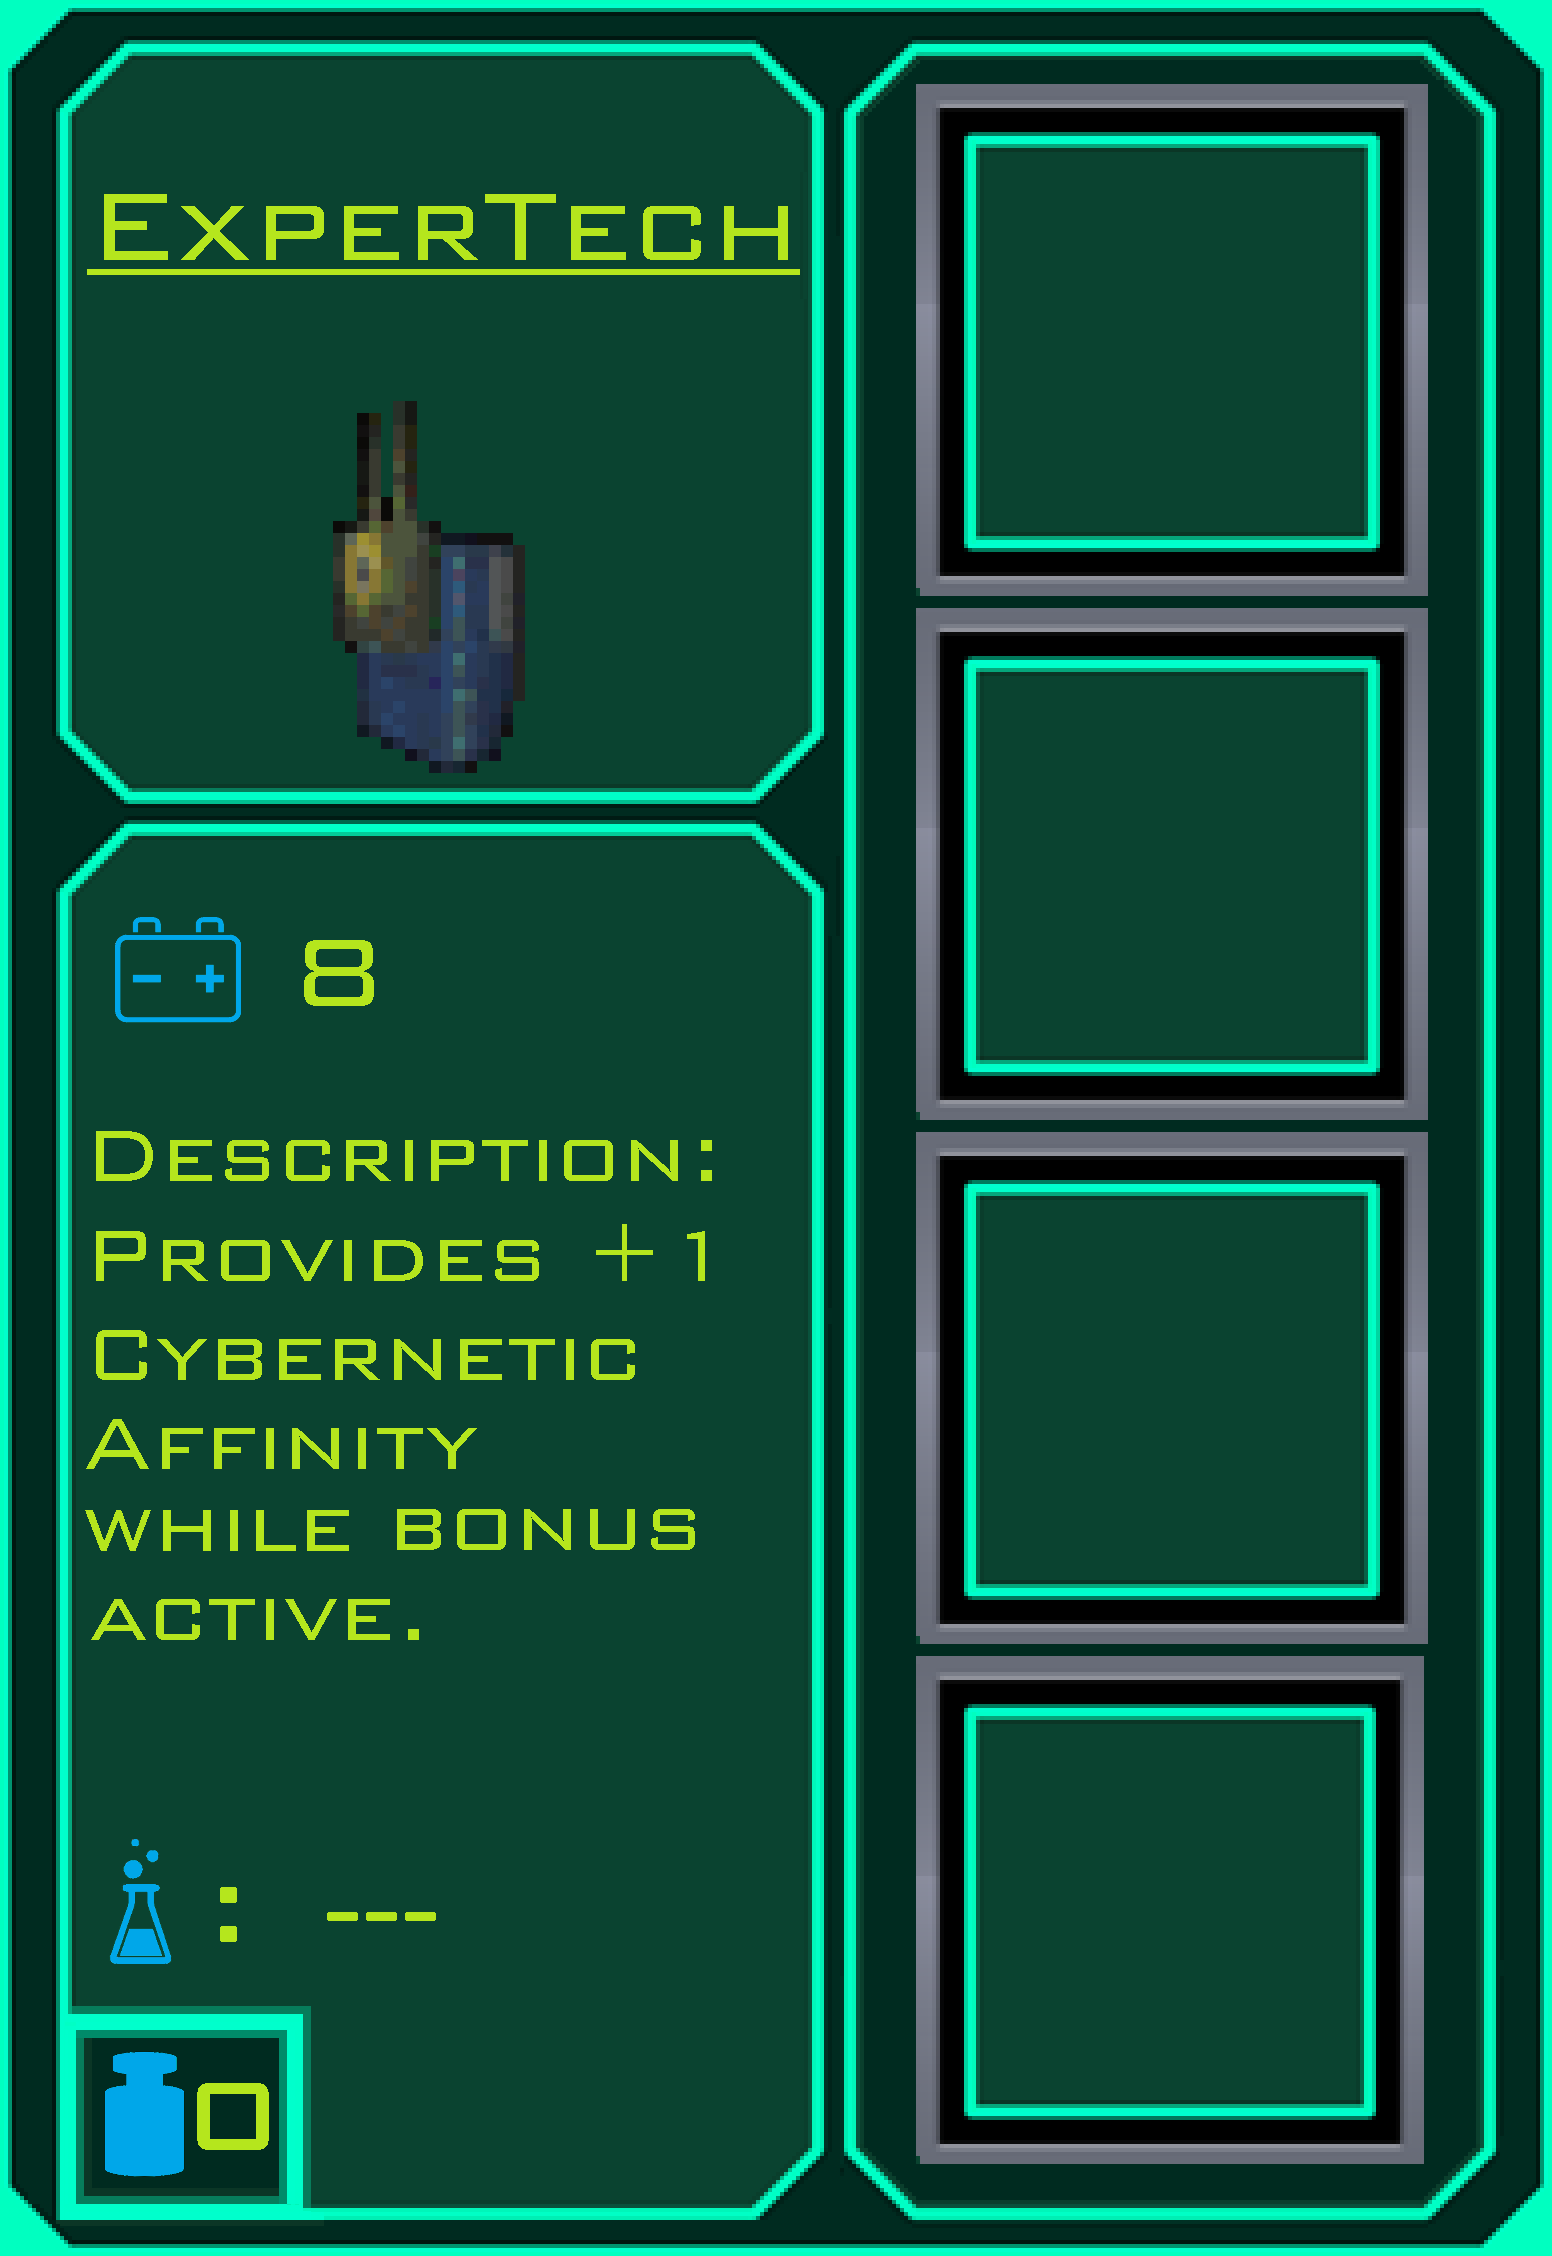 ExperTech
8
Description:
Provides +1
Cybernetic
Affinity
while bonus
active.
: ---
0